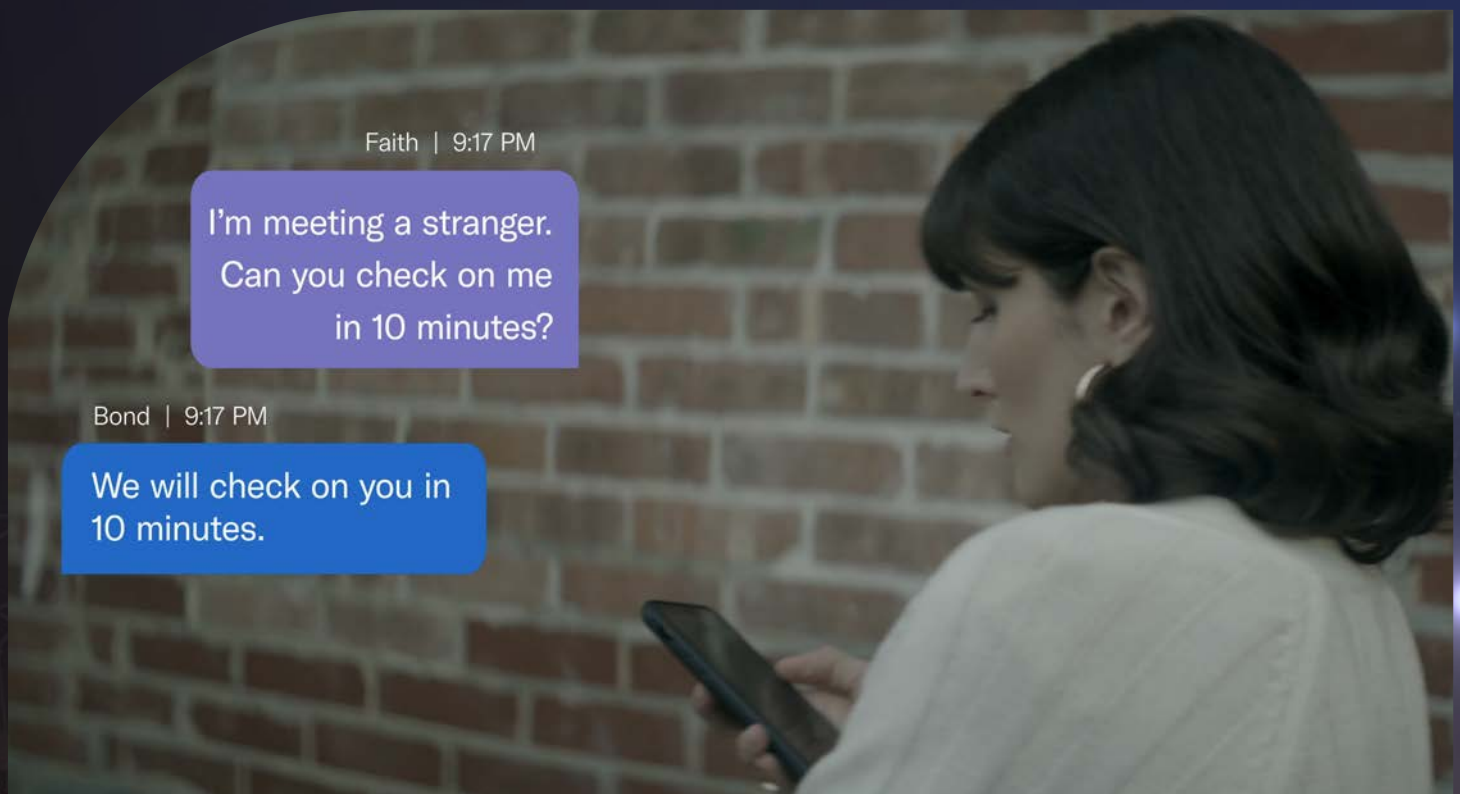 Faith | 9:17 PM
I’m meeting a stranger.
Can you check on me
in 10 minutes?
Bond | 9:17 PM
We will check on you in
10 minutes.